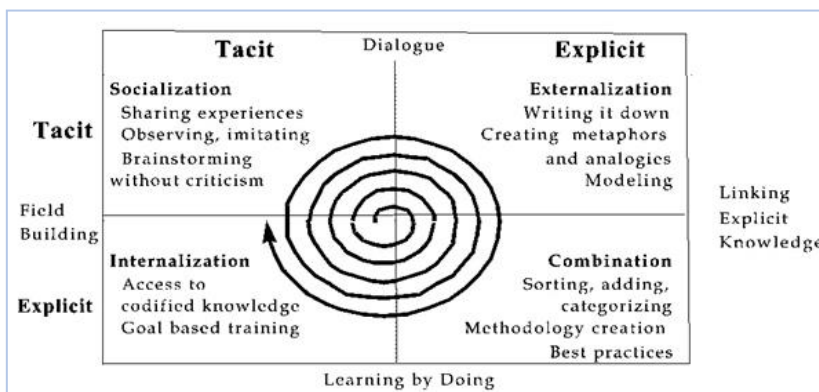 Tacit
Dialogue
Explicit
Tacit
Socialization
Sharing experiences
Observing, imitating
Brainstorming
without criticism
Externalization
Writing it down
Creating metaphors
and analogies
Modeling
Field
Building
Linking
Explicit
Knowledge
Explicit
Internalization
Access to
codified knowledge
Goal based training
Combination
Sorting, adding,
categorizing
Methodology creation
Best practices
Learning by Doing